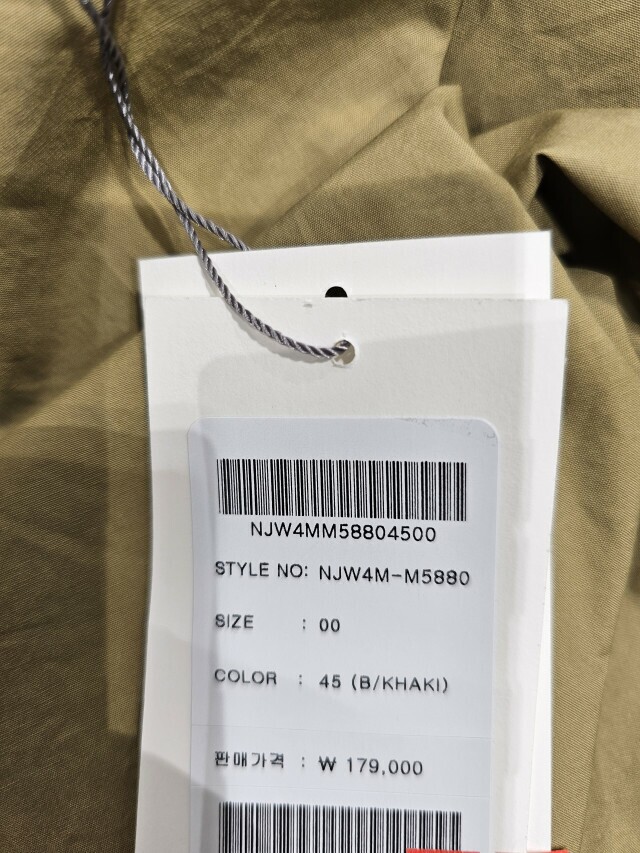 NJW4MM58804500
STYLE NO: NJW4M-M5880
SIZE : 00
COLOR : 45 (B/KHAKI)
판매가격 : ₩ 179,000